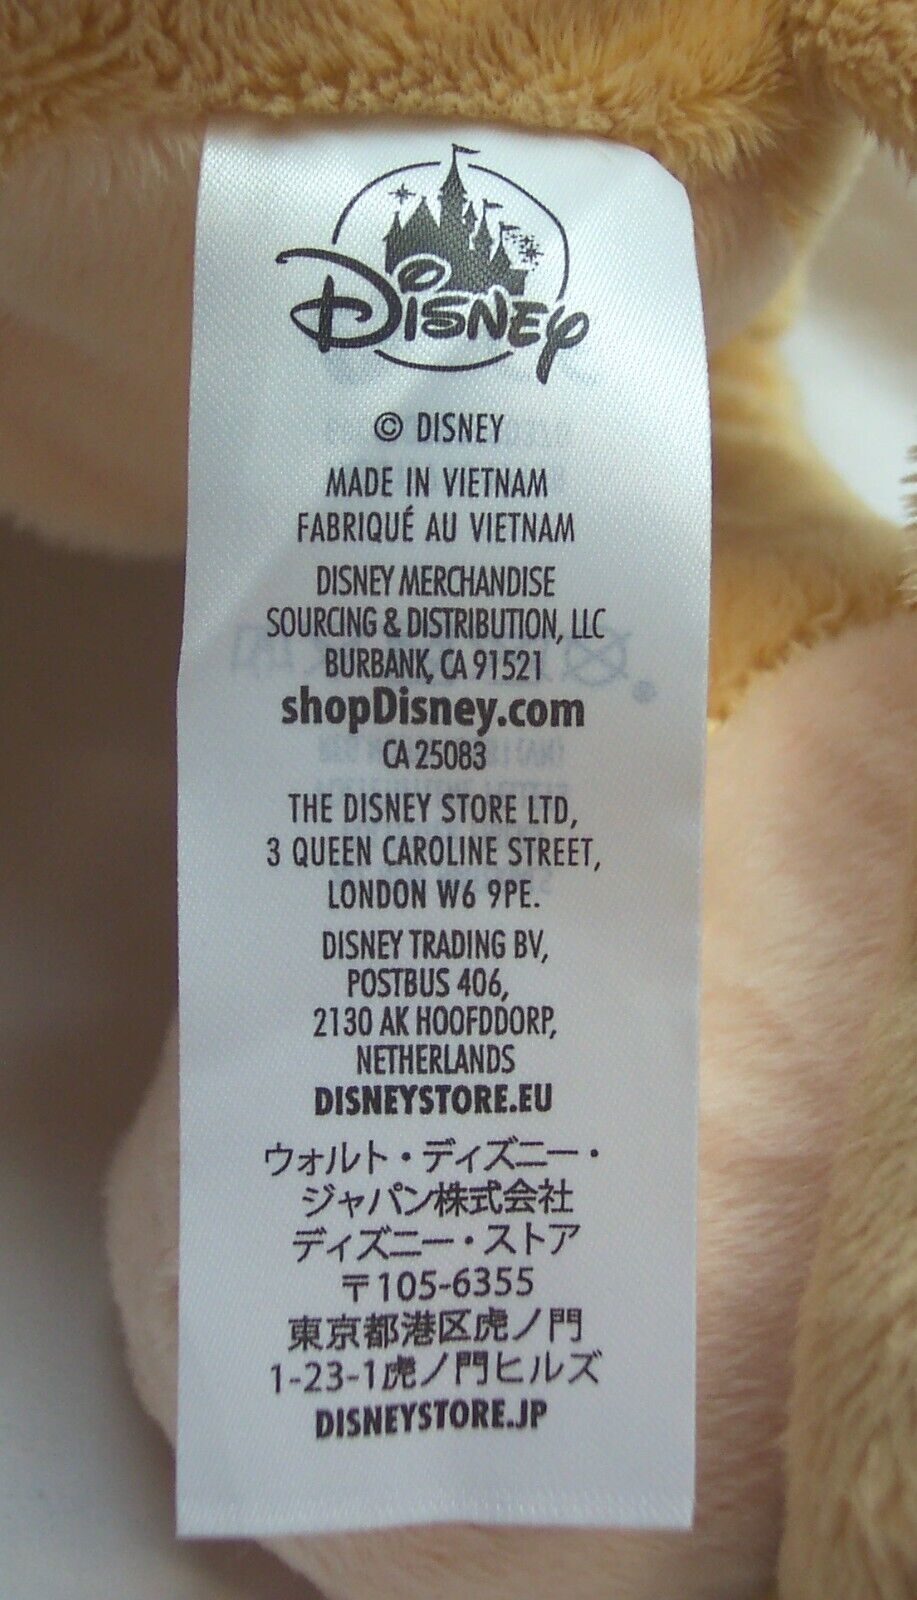 Disney
© DISNEY
MADE IN VIETNAM
FABRIQUÉ AU VIETNAM
DISNEY MERCHANDISE
SOURCING & DISTRIBUTION, LLC
BURBANK, CA 91521
shopDisney.com
CA 25083
THE DISNEY STORE LTD,
3 QUEEN CAROLINE STREET,
LONDON W6 9PE.
DISNEY TRADING BV,
POSTBUS 406,
2130 AK HOOFDDORP,
NETHERLANDS
DISNEYSTORE.EU
ウォルト・ディズニー・
ジャパン株式会社
ディズニー・ストア
〒105-6355
東京都港区虎ノ門
1-23-1虎ノ門ヒルズ
DISNEYSTORE.JP